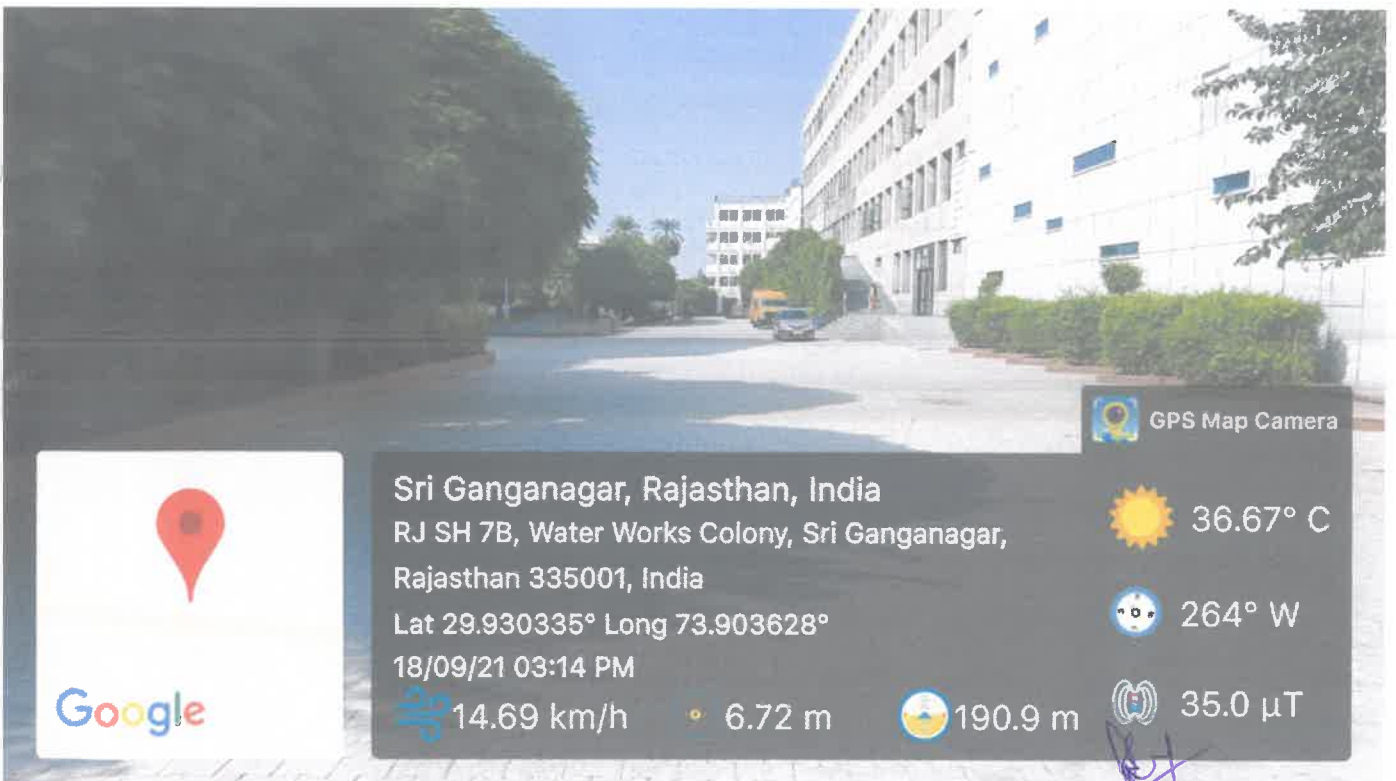 GPS Map Camera
Sri Ganganagar, Rajasthan, India
RJ SH 7B, Water Works Colony, Sri Ganganagar,
Rajasthan 335001, India
Lat 29.930335° Long 73.903628°
18/09/21 03:14 PM
36.67° C
264° W
35.0 µT
14.69 km/h
6.72 m
190.9 m
Google